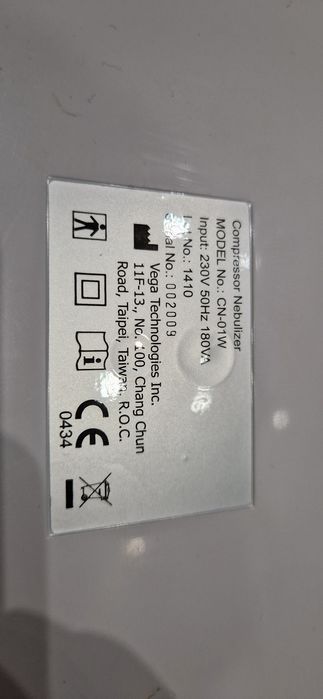 Compressor Nebulizer
MODEL No.: CN-01W
Input: 230V 50Hz 180VA
No.: 1410
No.: 002009
Vega Technologies Inc.
11F-13., No. 100, Chang Chun
Road, Taipei, Taiwan, R.O.C.
CE
0434